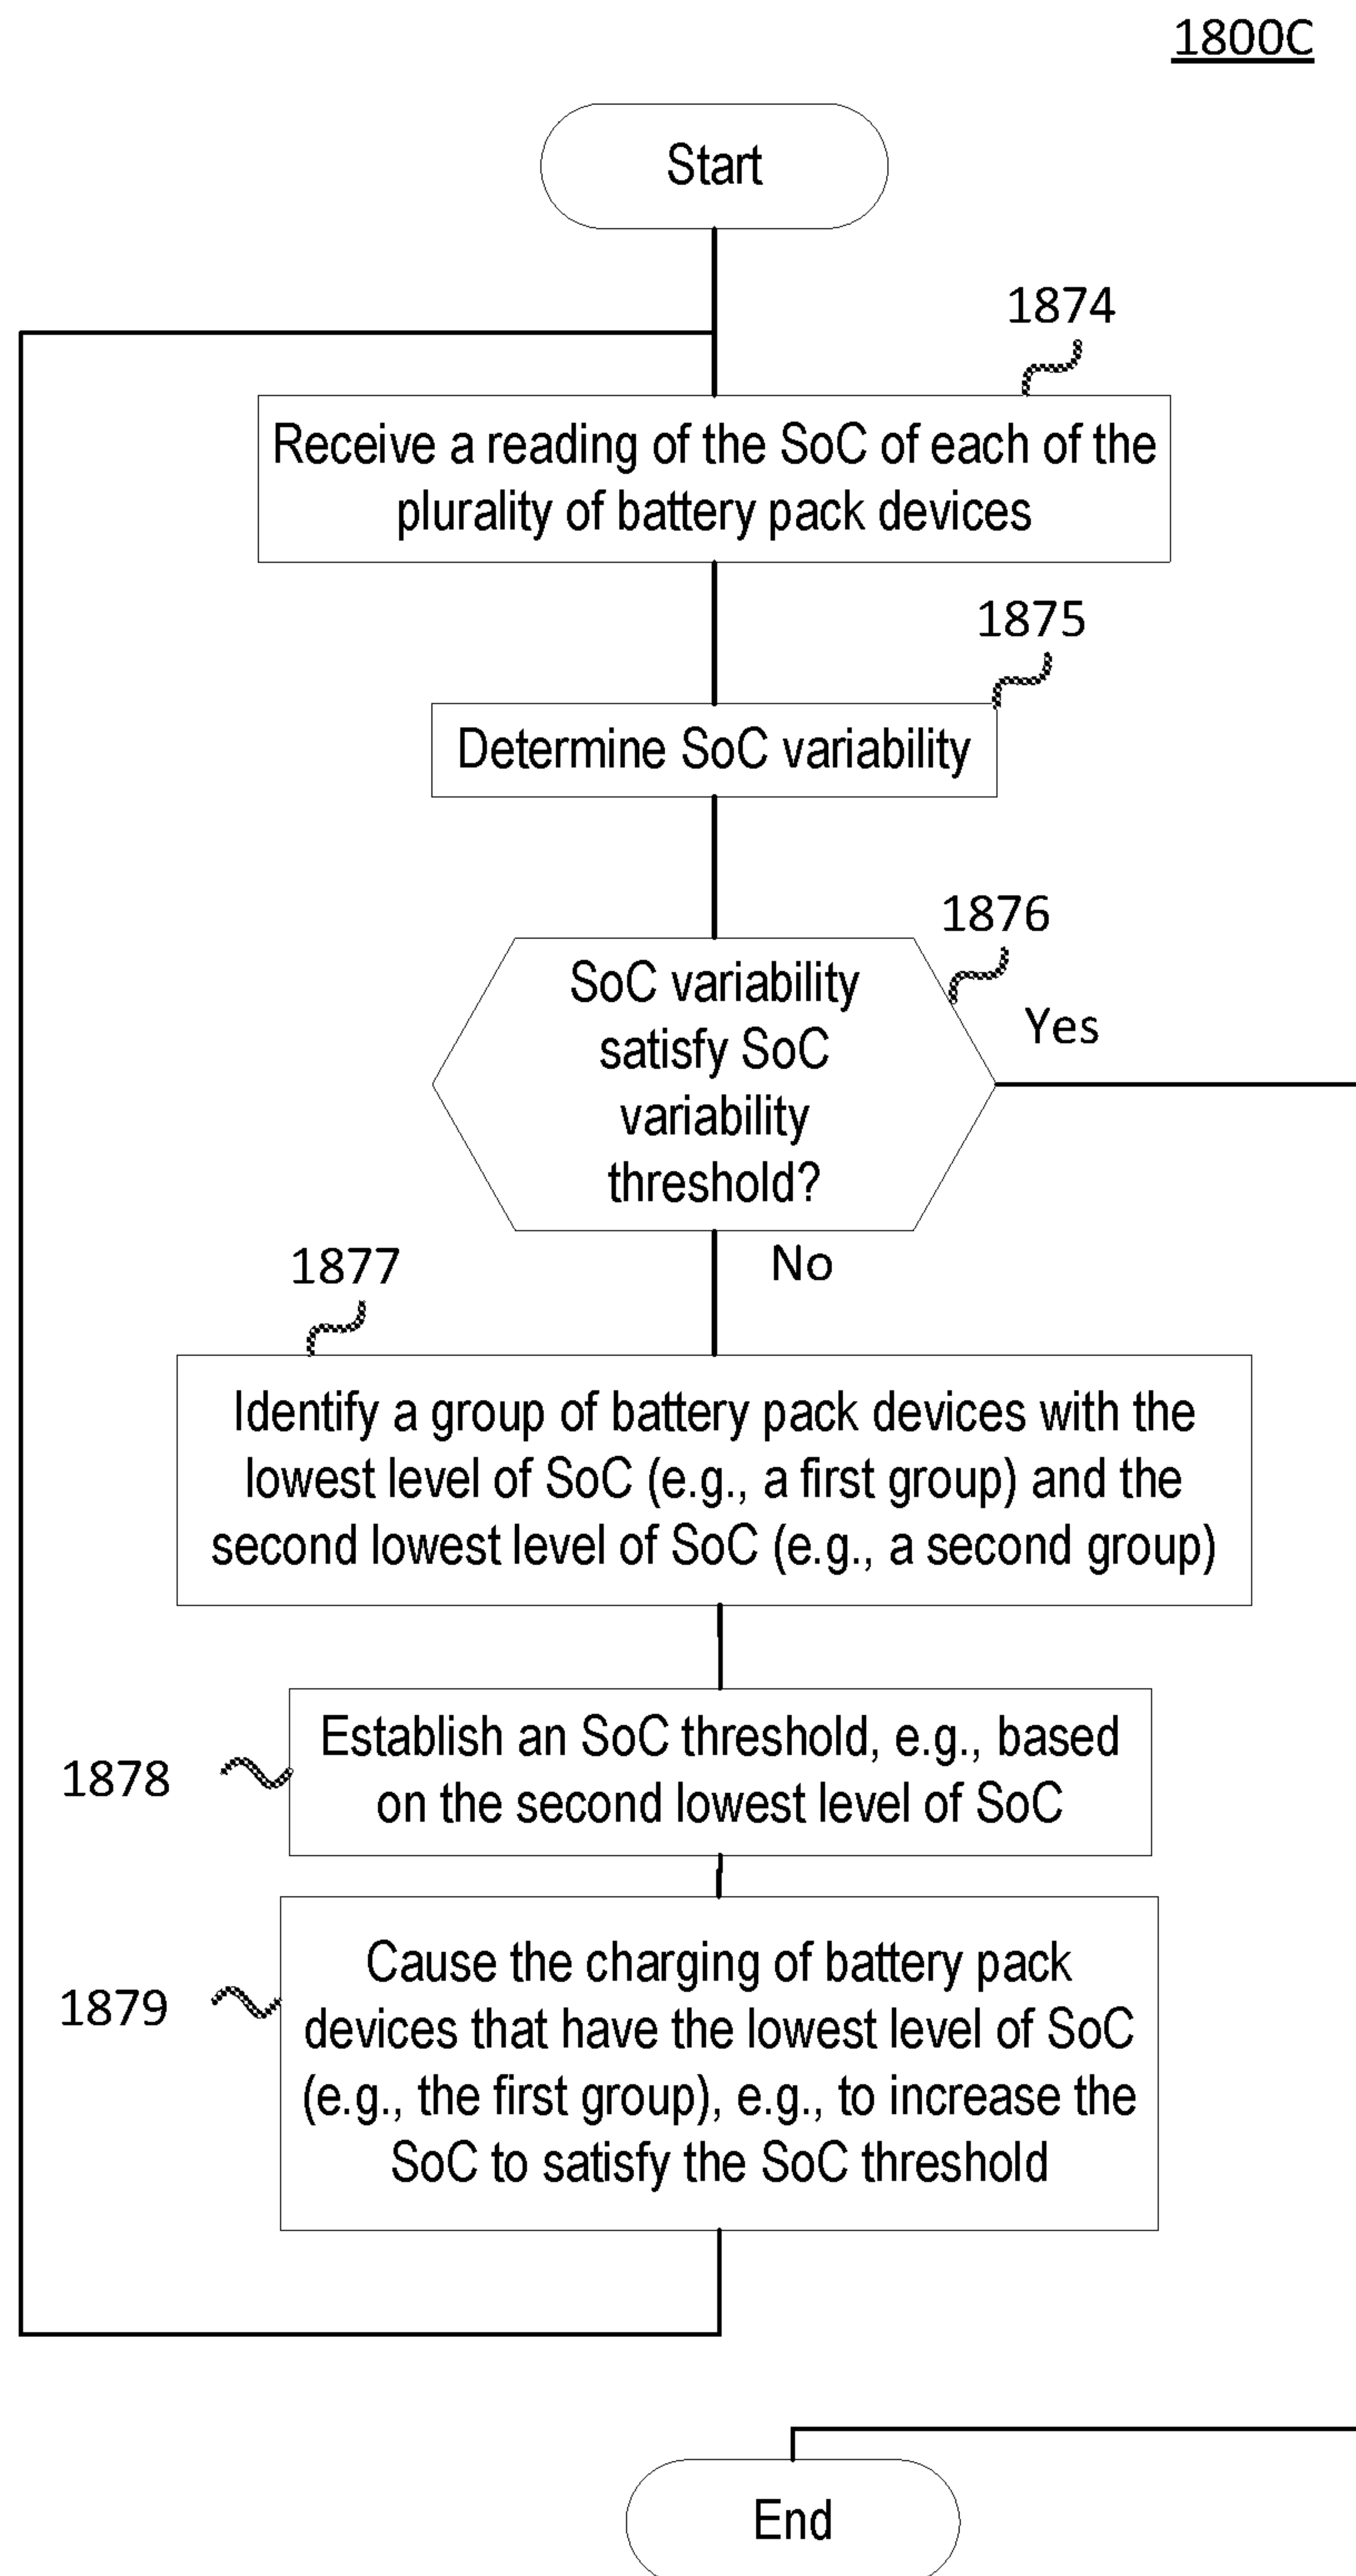 1800C
Start
1874
Receive a reading of the SoC of each of the
plurality of battery pack devices
1875
Determine SoC variability
1876
SoC variability
satisfy SoC
variability
threshold?
Yes
No
1877
Identify a group of battery pack devices with the
lowest level of SoC (e.g., a first group) and the
second lowest level of SoC (e.g., a second group)
1878
Establish an SoC threshold, e.g., based
on the second lowest level of SoC
1879
Cause the charging of battery pack
devices that have the lowest level of SoC
(e.g., the first group), e.g., to increase the
SoC to satisfy the SoC threshold
End